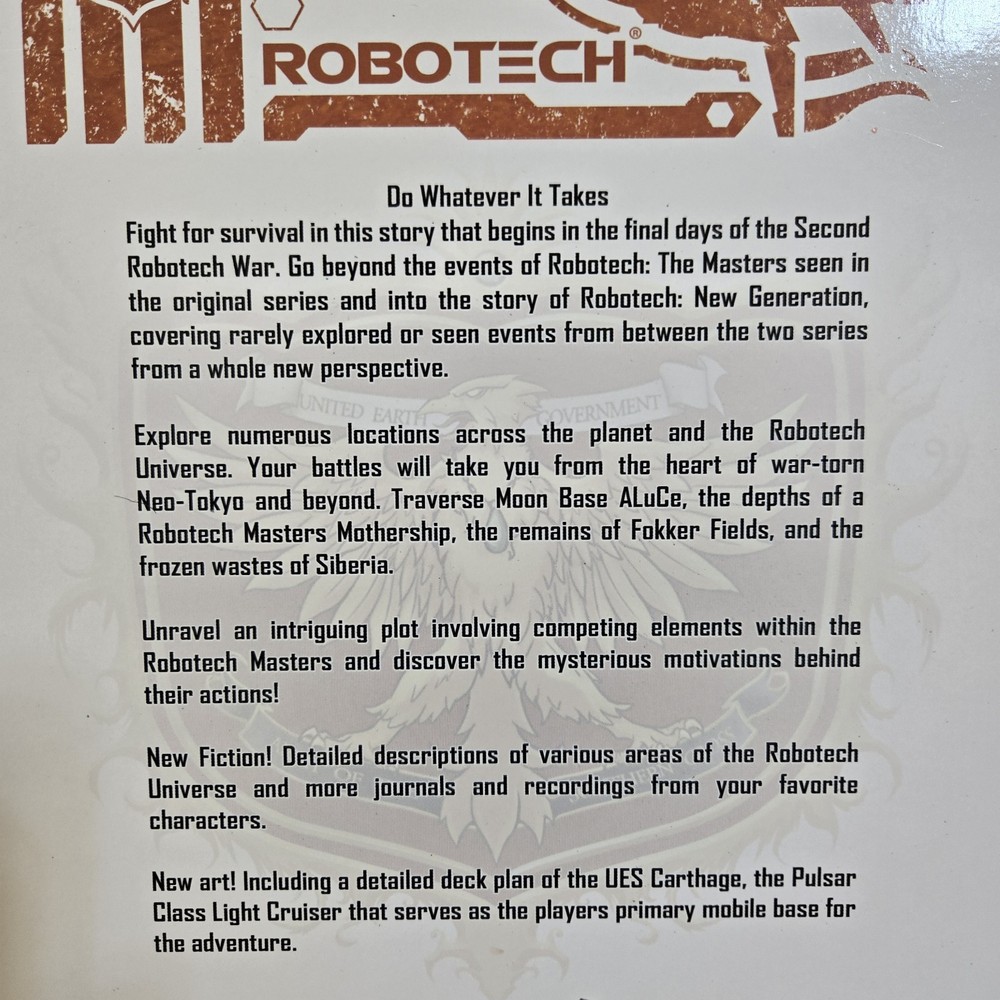 ROBOTECH®
Do Whatever It Takes
Fight for survival in this story that begins in the final days of the Second
Robotech War. Go beyond the events of Robotech: The Masters seen in
the original series and into the story of Robotech: New Generation,
covering rarely explored or seen events from between the two series
from a whole new perspective.
UNITED EARTH GOVERNMENT
Explore numerous locations across the planet and the Robotech
Universe. Your battles will take you from the heart of war-torn
Neo-Tokyo and beyond. Traverse Moon Base ALuCe, the depths of a
Robotech Masters Mothership, the remains of Fokker Fields, and the
frozen wastes of Siberia.
Unravel an intriguing plot involving competing elements within the
Robotech Masters and discover the mysterious motivations behind
their actions!
New Fiction! Detailed descriptions of various areas of the Robotech
Universe and more journals and recordings from your favorite
characters.
OF
New art! Including a detailed deck plan of the UES Carthage, the Pulsar
Class Light Cruiser that serves as the players primary mobile base for
the adventure.